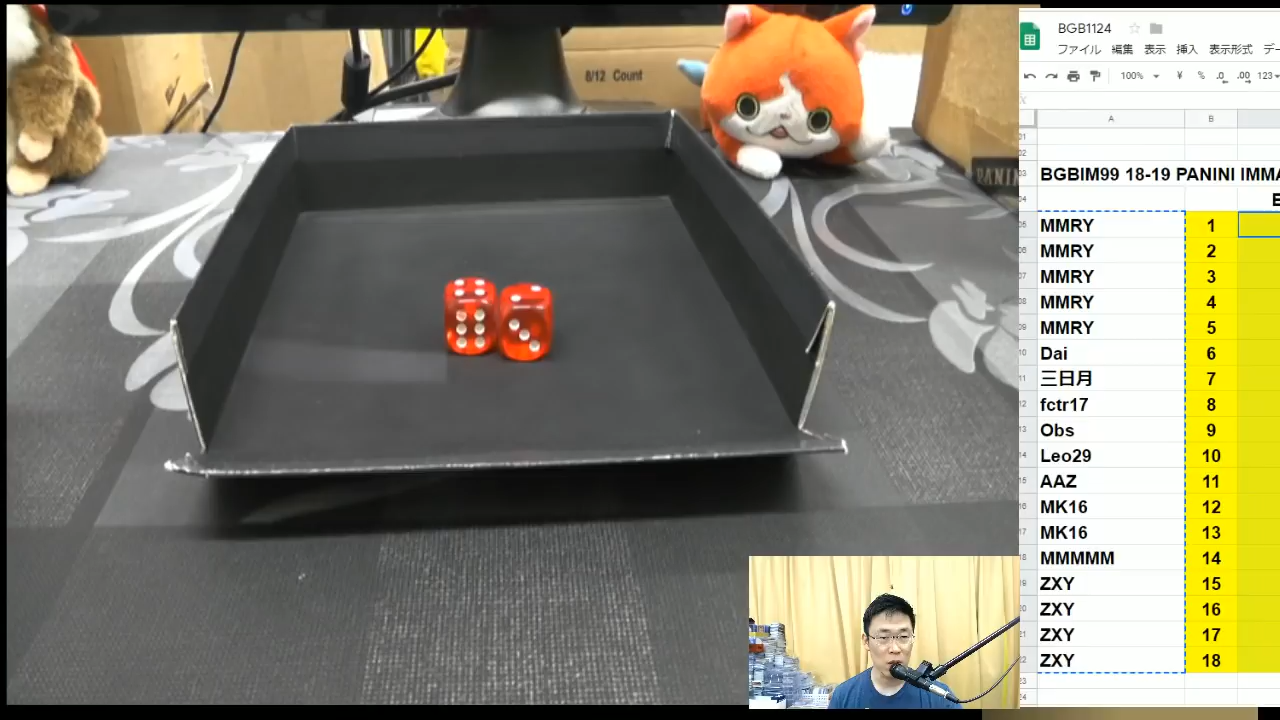 8/12 Count
PANINI
BGB1124
ファイル 編集 表示 挿入 表示形式 デー
100% ¥ % .0 .00 123
A B
BGBIM99 18-19 PANINI IMMA
MMRY 1
MMRY 2
MMRY 3
MMRY 4
MMRY 5
Dai 6
三日月 7
fctr17 8
Obs 9
Leo29 10
AAZ 11
MK16 12
MK16 13
MMMMM 14
ZXY 15
ZXY 16
ZXY 17
ZXY 18